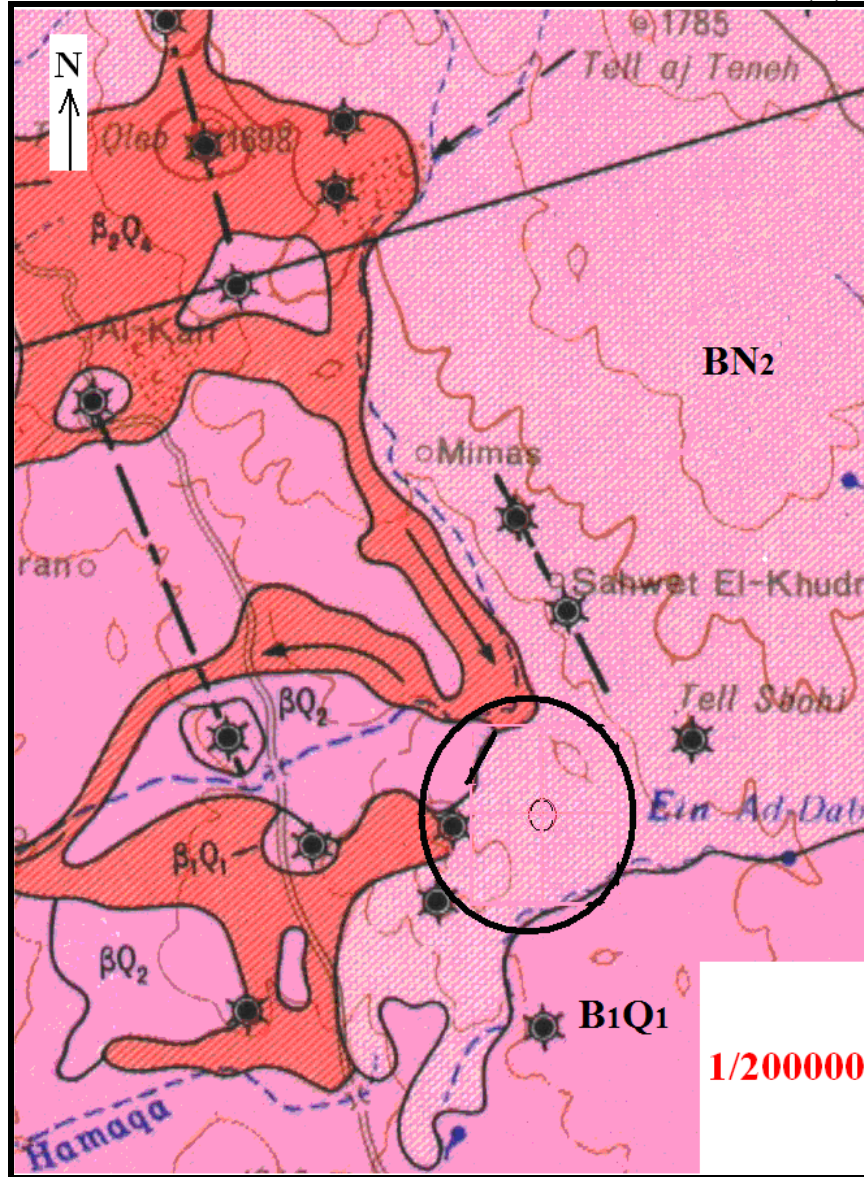 1785
Tell aj Teneh
N
Qleb 1698
β₂Q₄
Al-Kafr
BN₂
Mimas
ran
Sahwet El-Khudr
Tell Sbohi
βQ₂
Ein Ad-Dab
β₁Q₁
βQ₂
B₁Q₁
1/200000
Hamaqa